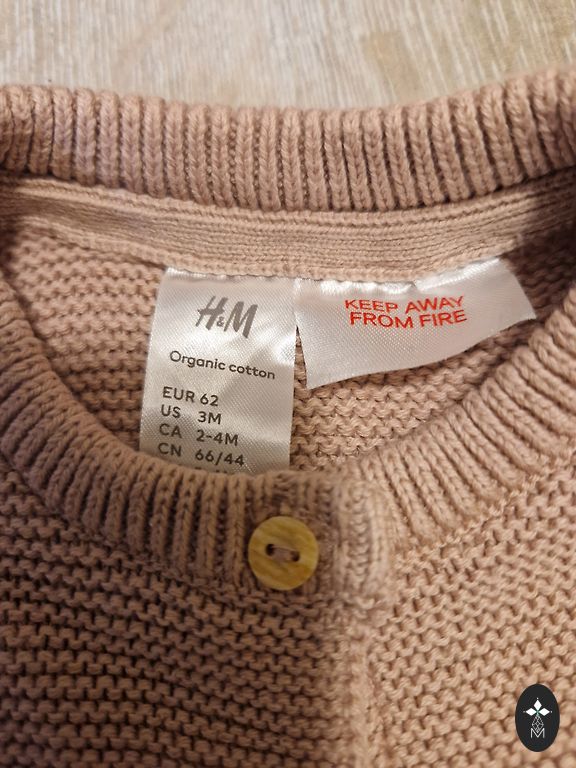 H&M
Organic cotton
EUR 62
US 3M
CA 2-4M
CN 66/44
KEEP AWAY
FROM FIRE
M